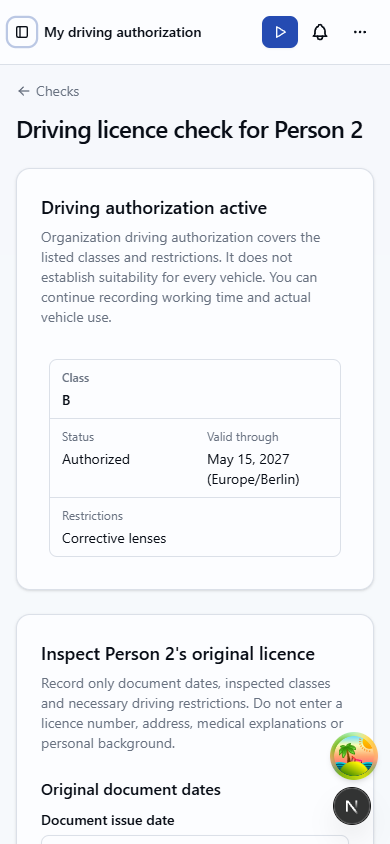 My driving authorization
Checks
Driving licence check for Person 2
Driving authorization active
Organization driving authorization covers the
listed classes and restrictions. It does not
establish suitability for every vehicle. You can
continue recording working time and actual
vehicle use.
Class
B
Status
Valid through
Authorized
May 15, 2027
(Europe/Berlin)
Restrictions
Corrective lenses
Inspect Person 2's original licence
Record only document dates, inspected classes
and necessary driving restrictions. Do not enter a
licence number, address, medical explanations or
personal background.
Original document dates
Document issue date
N